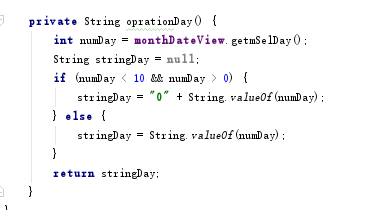 private String oprationDay() {
int numDay = monthDateView.getmSelDay();
String stringDay = null;
if (numDay < 10 && numDay > 0) {
stringDay = "0" + String.valueOf(numDay);
} else {
stringDay = String.valueOf(numDay);
}
return stringDay;
}